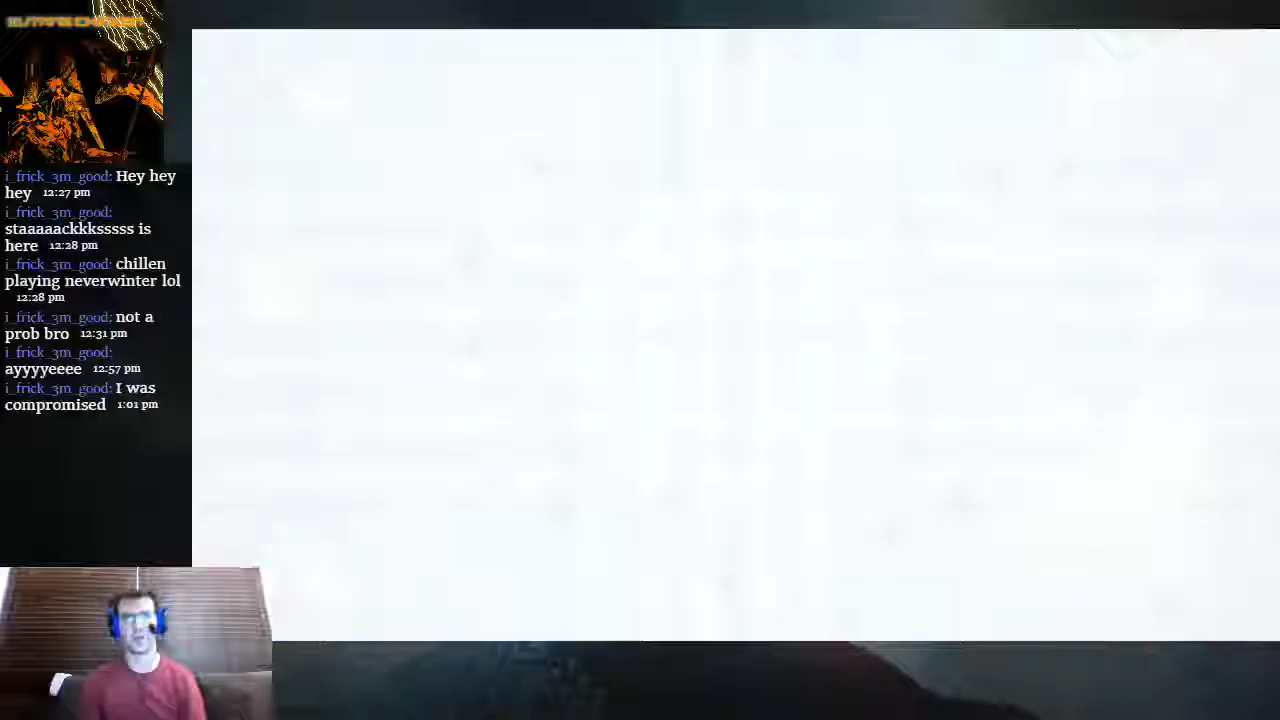 i_frick_3m_good: Hey hey
hey 12:27 pm
i_frick_3m_good:
staaaaackkksssss is
here 12:28 pm
i_frick_3m_good: chillen
playing neverwinter lol
12:28 pm
i_frick_3m_good: not a
prob bro 12:31 pm
i_frick_3m_good:
ayyyyeeee 12:57 pm
i_frick_3m_good: I was
compromised 1:01 pm